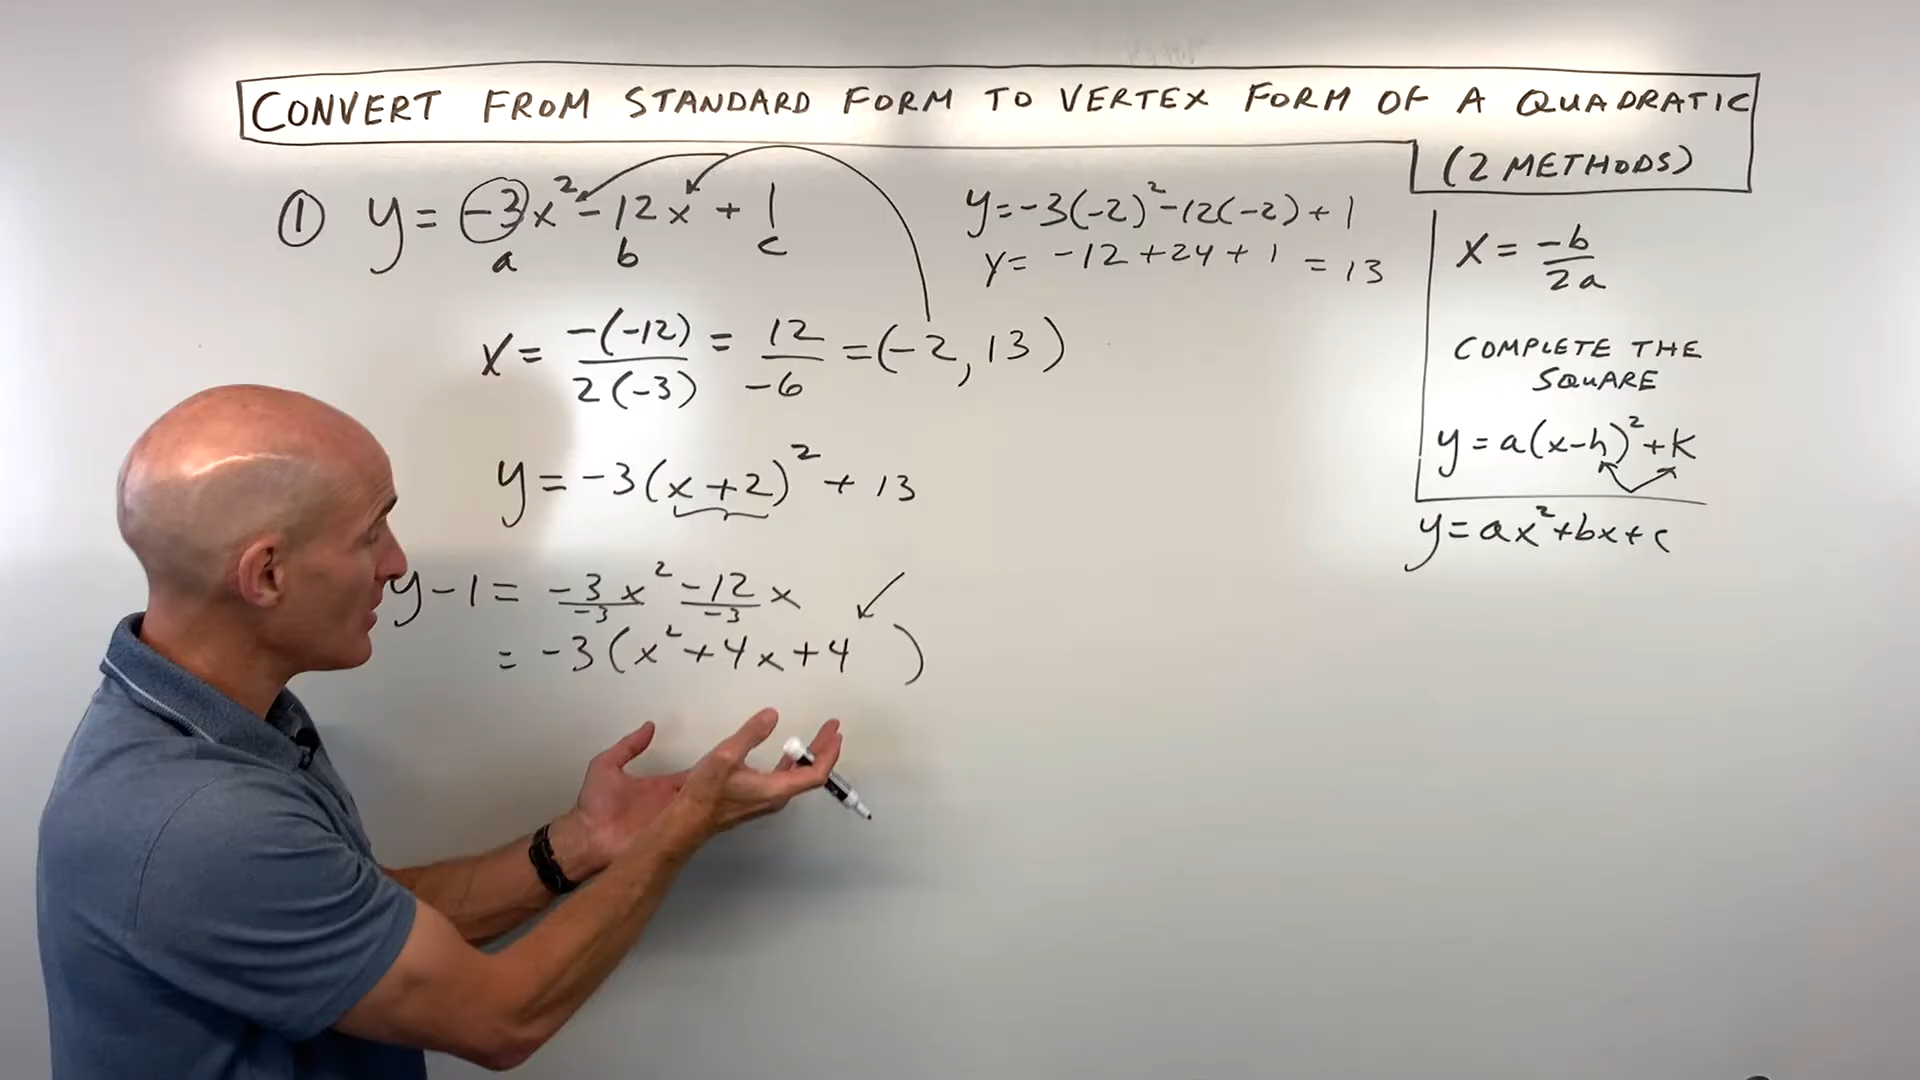 CONVERT FROM STANDARD FORM TO VERTEX FORM OF A QUADRATIC
(2 METHODS)
① y = -3x² - 12x + 1
a b c
x = -(-12)/2(-3) = 12/-6 = (-2, 13)
y = -3(x+2)² + 13
y - 1 = -3x²/-3 - 12x/-3
= -3(x² + 4x + 4 )
y = -3(-2)² - 12(-2) + 1
y = -12 + 24 + 1 = 13
x = -b/2a
COMPLETE THE
SQUARE
y = a(x-h)² + k
y = ax² + bx + c